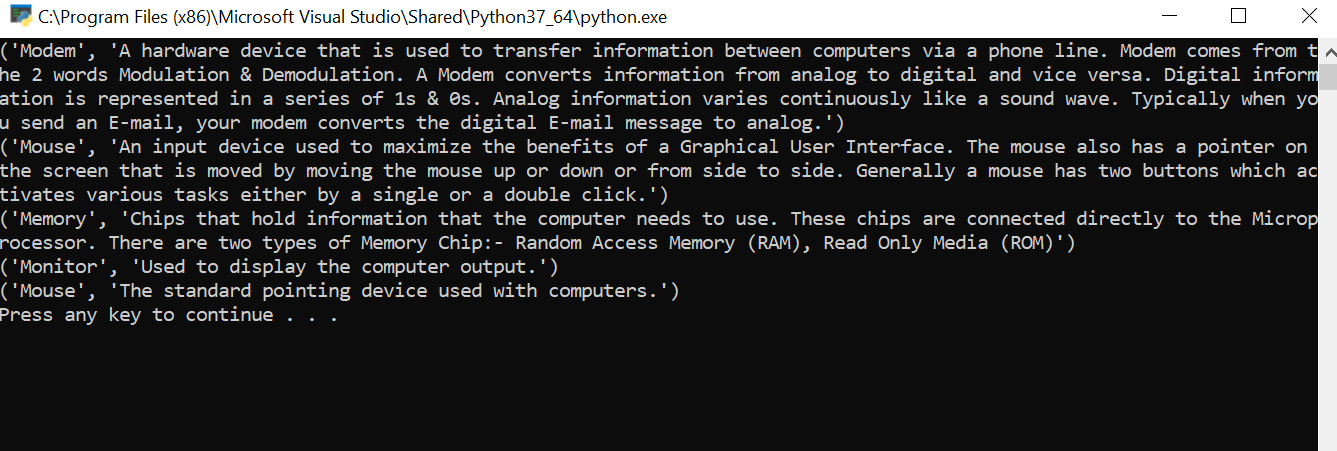 C:\Program Files (x86)\Microsoft Visual Studio\Shared\Python37_64\python.exe
('Modem', 'A hardware device that is used to transfer information between computers via a phone line. Modem comes from t
he 2 words Modulation & Demodulation. A Modem converts information from analog to digital and vice versa. Digital inform
ation is represented in a series of 1s & 0s. Analog information varies continuously like a sound wave. Typically when yo
u send an E-mail, your modem converts the digital E-mail message to analog.')
('Mouse', 'An input device used to maximize the benefits of a Graphical User Interface. The mouse also has a pointer on
the screen that is moved by moving the mouse up or down or from side to side. Generally a mouse has two buttons which ac
tivates various tasks either by a single or a double click.')
('Memory', 'Chips that hold information that the computer needs to use. These chips are connected directly to the Microp
rocessor. There are two types of Memory Chip:- Random Access Memory (RAM), Read Only Media (ROM)')
('Monitor', 'Used to display the computer output.')
('Mouse', 'The standard pointing device used with computers.')
Press any key to continue . . .